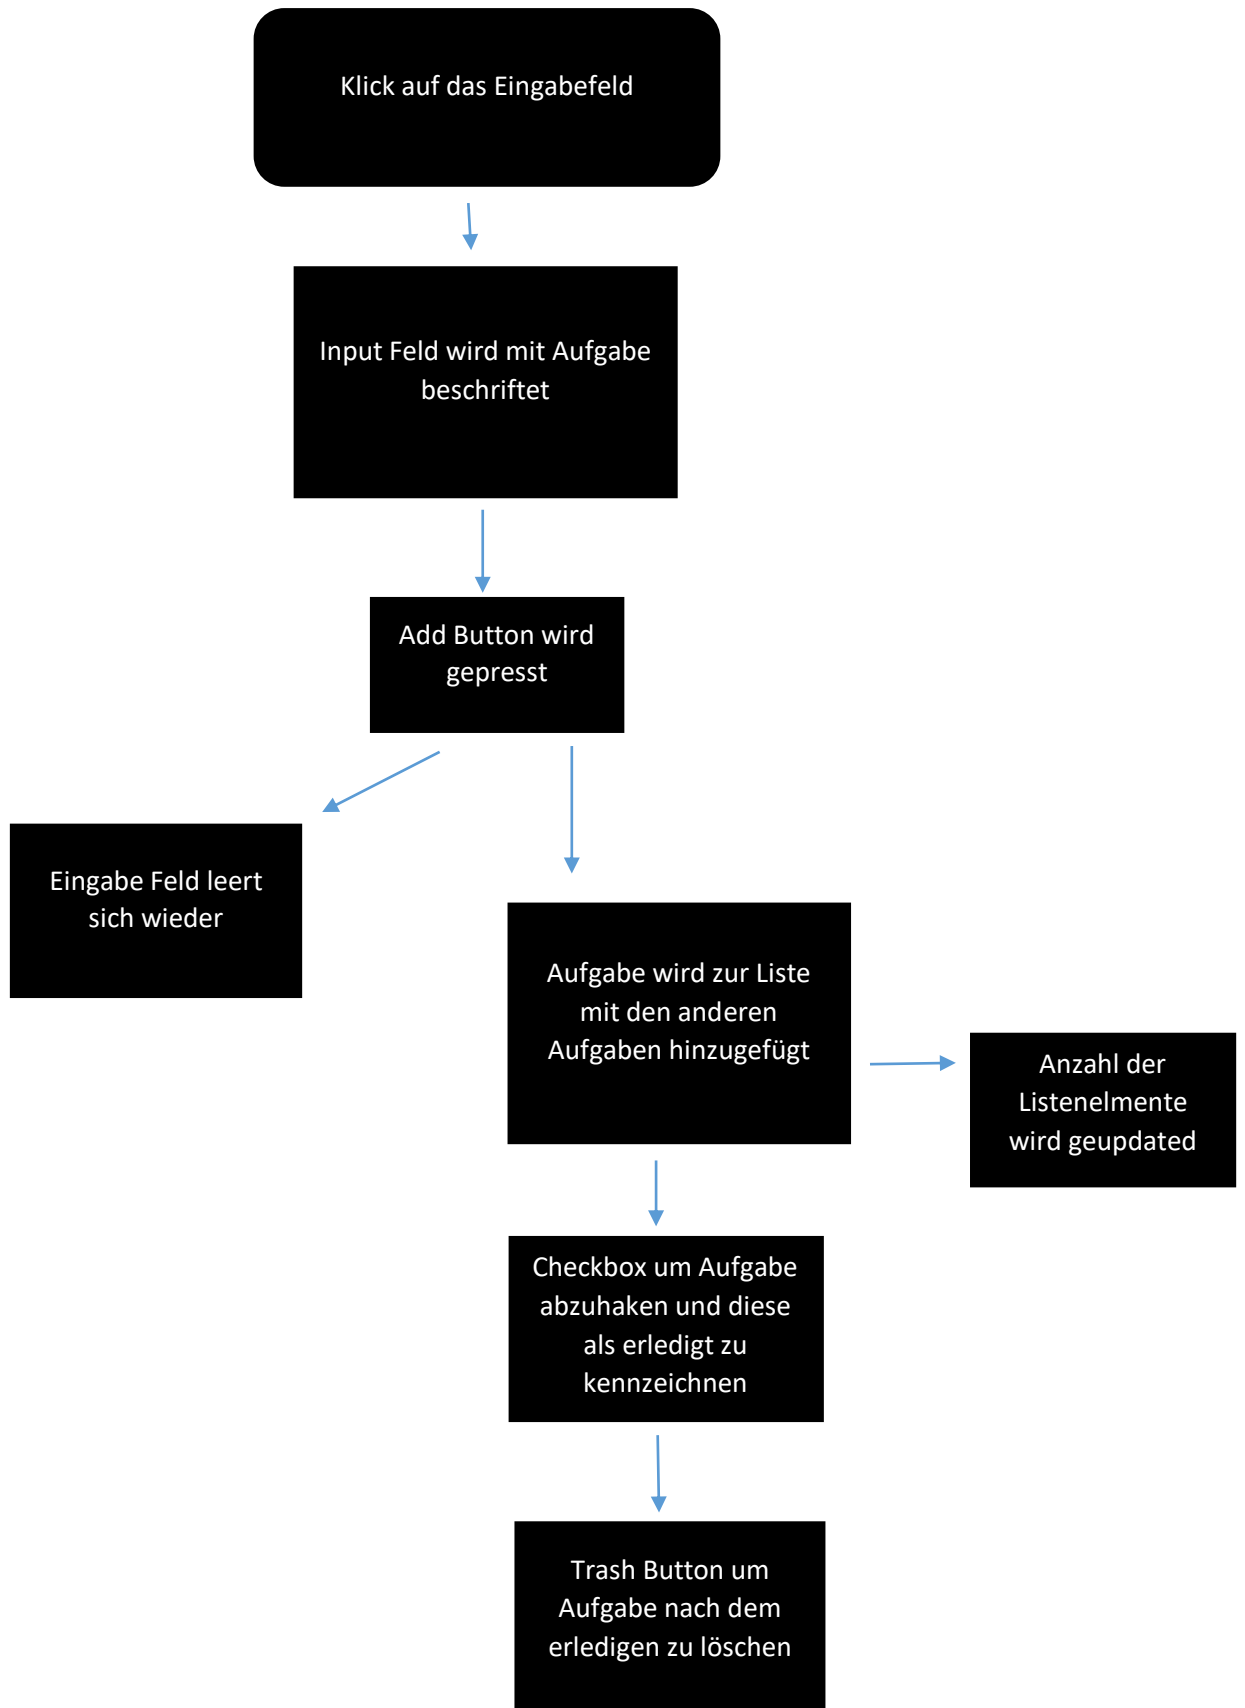 Klick auf das Eingabefeld
Input Feld wird mit Aufgabe
beschriftet
Add Button wird
gepresst
Eingabe Feld leert
sich wieder
Aufgabe wird zur Liste
mit den anderen
Aufgaben hinzugefügt
Anzahl der
Listenelmente
wird geupdated
Checkbox um Aufgabe
abzuhaken und diese
als erledigt zu
kennzeichnen
Trash Button um
Aufgabe nach dem
erledigen zu löschen